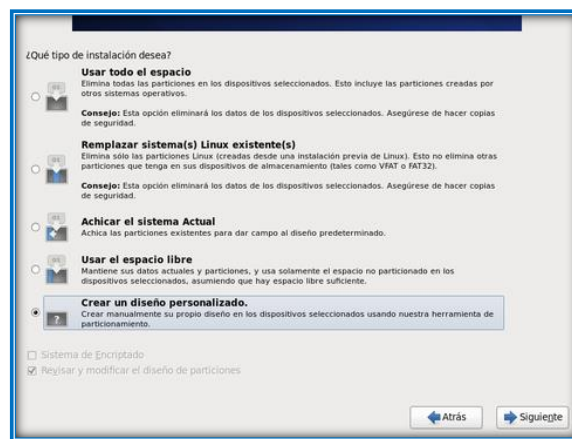 ¿Qué tipo de instalación desea?
Usar todo el espacio
Elimina todas las particiones en los dispositivos seleccionados. Esto incluye las particiones creadas por
otros sistemas operativos.
Consejo: Esta opción eliminará los datos de los dispositivos seleccionados. Asegúrese de hacer copias
de seguridad.
Remplazar sistema(s) Linux existente(s)
Elimina sólo las particiones Linux (creadas desde una instalación previa de Linux). Esto no elimina otras
particiones que tenga en sus dispositivos de almacenamiento (tales como VFAT o FAT32).
Consejo: Esta opción eliminará los datos de los dispositivos seleccionados. Asegúrese de hacer copias
de seguridad.
Achicar el sistema Actual
Achica las particiones existentes para dar campo al diseño predeterminado.
Usar el espacio libre
Mantiene sus datos actuales y particiones, y usa solamente el espacio no particionado en los
dispositivos seleccionados, asumiendo que hay espacio libre suficiente.
Crear un diseño personalizado.
Crear manualmente su propio diseño en los dispositivos seleccionados usando nuestra herramienta de
particionamiento.
Sistema de Encriptado
Revisar y modificar el diseño de particiones
Atrás
Siguiente